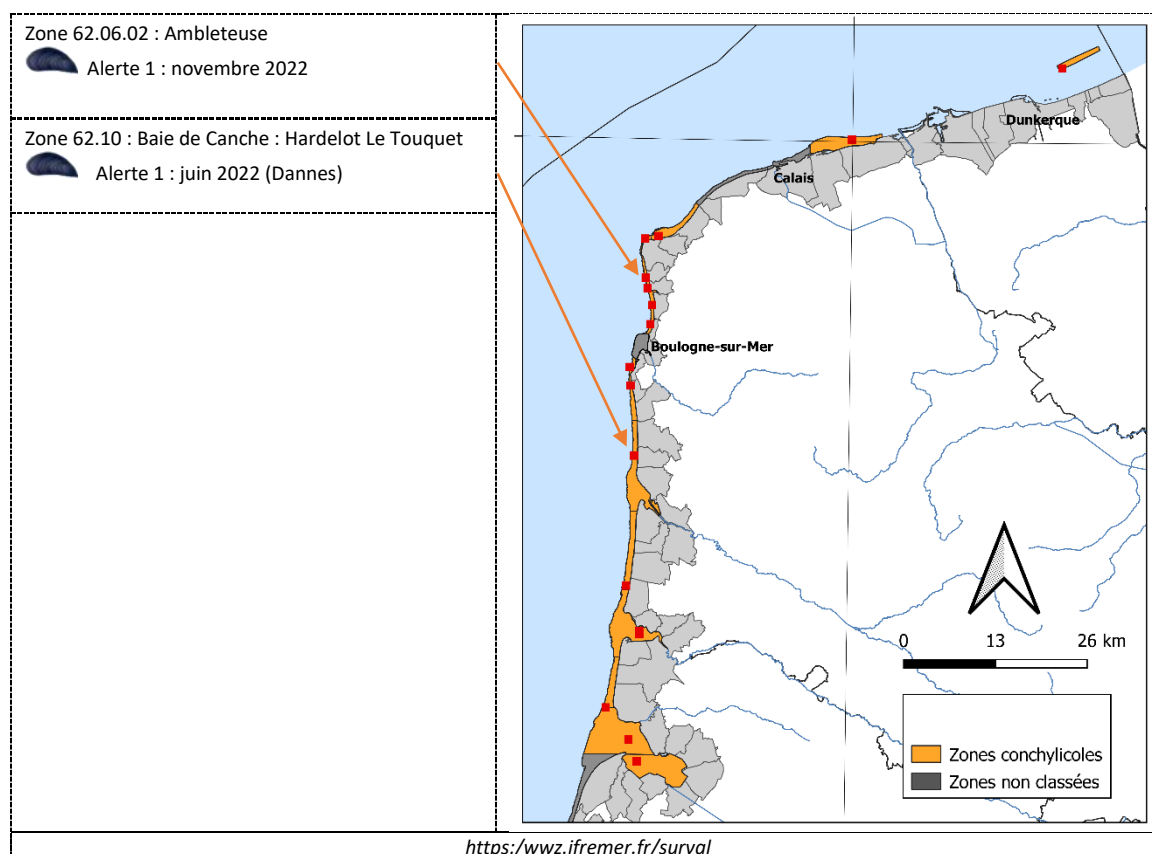 Zone 62.06.02 : Ambleteuse
Alerte 1 : novembre 2022
Zone 62.10 : Baie de Canche : Hardelot Le Touquet
Alerte 1 : juin 2022 (Dannes)
Dunkerque
Calais
Boulogne-sur-Mer
0 13 26 km
Zones conchylicoles
Zones non classées
https:/wwz.ifremer.fr/surval